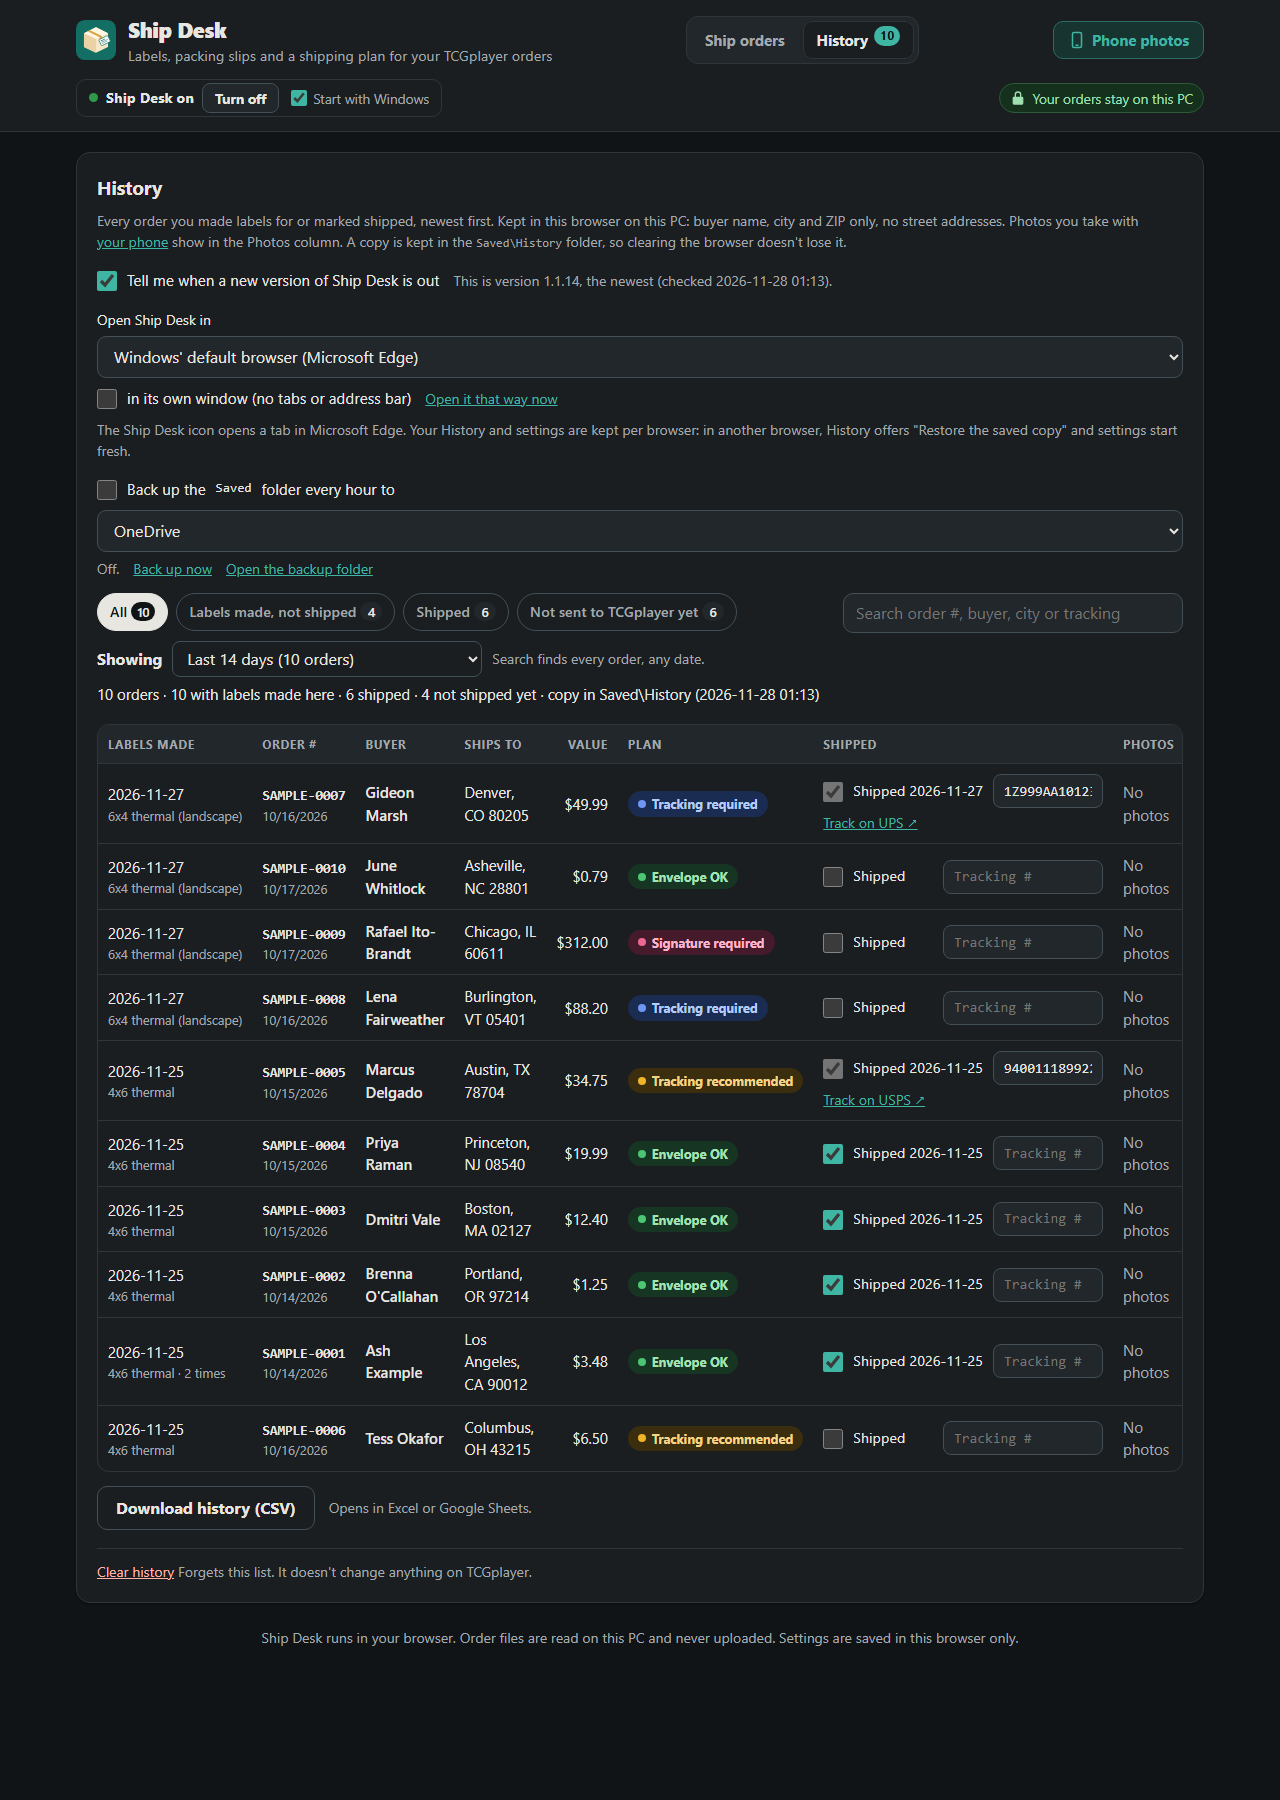 Ship Desk
Labels, packing slips and a shipping plan for your TCGplayer orders
Ship orders
History 10
Phone photos
Ship Desk on
Turn off
Start with Windows
Your orders stay on this PC
History
Every order you made labels for or marked shipped, newest first. Kept in this browser on this PC: buyer name, city and ZIP only, no street addresses. Photos you take with
your phone show in the Photos column. A copy is kept in the Saved\History folder, so clearing the browser doesn't lose it.
Tell me when a new version of Ship Desk is out This is version 1.1.14, the newest (checked 2026-11-28 01:13).
Open Ship Desk in
Windows' default browser (Microsoft Edge)
in its own window (no tabs or address bar) Open it that way now
The Ship Desk icon opens a tab in Microsoft Edge. Your History and settings are kept per browser: in another browser, History offers "Restore the saved copy" and settings start
fresh.
Back up the Saved folder every hour to
OneDrive
Off. Back up now Open the backup folder
All 10
Labels made, not shipped 4
Shipped 6
Not sent to TCGplayer yet 6
Search order #, buyer, city or tracking
Showing Last 14 days (10 orders) Search finds every order, any date.
10 orders · 10 with labels made here · 6 shipped · 4 not shipped yet · copy in Saved\History (2026-11-28 01:13)
LABELS MADE ORDER # BUYER SHIPS TO VALUE PLAN SHIPPED PHOTOS
2026-11-27
6x4 thermal (landscape)
SAMPLE-0007
10/16/2026
Gideon
Marsh
Denver,
CO 80205
$49.99
Tracking required
Shipped 2026-11-27
1Z999AA1012
Track on UPS ↗
No
photos
2026-11-27
6x4 thermal (landscape)
SAMPLE-0010
10/17/2026
June
Whitlock
Asheville,
NC 28801
$0.79
Envelope OK
Shipped
Tracking #
No
photos
2026-11-27
6x4 thermal (landscape)
SAMPLE-0009
10/17/2026
Rafael Ito-
Brandt
Chicago, IL
60611
$312.00
Signature required
Shipped
Tracking #
No
photos
2026-11-27
6x4 thermal (landscape)
SAMPLE-0008
10/16/2026
Lena
Fairweather
Burlington,
VT 05401
$88.20
Tracking required
Shipped
Tracking #
No
photos
2026-11-25
4x6 thermal
SAMPLE-0005
10/15/2026
Marcus
Delgado
Austin, TX
78704
$34.75
Tracking recommended
Shipped 2026-11-25
940011189922
Track on USPS ↗
No
photos
2026-11-25
4x6 thermal
SAMPLE-0004
10/15/2026
Priya
Raman
Princeton,
NJ 08540
$19.99
Envelope OK
Shipped 2026-11-25
Tracking #
No
photos
2026-11-25
4x6 thermal
SAMPLE-0003
10/15/2026
Dmitri Vale
Boston,
MA 02127
$12.40
Envelope OK
Shipped 2026-11-25
Tracking #
No
photos
2026-11-25
4x6 thermal
SAMPLE-0002
10/14/2026
Brenna
O'Callahan
Portland,
OR 97214
$1.25
Envelope OK
Shipped 2026-11-25
Tracking #
No
photos
2026-11-25
4x6 thermal · 2 times
SAMPLE-0001
10/14/2026
Ash
Example
Los
Angeles,
CA 90012
$3.48
Envelope OK
Shipped 2026-11-25
Tracking #
No
photos
2026-11-25
4x6 thermal
SAMPLE-0006
10/16/2026
Tess Okafor
Columbus,
OH 43215
$6.50
Tracking recommended
Shipped
Tracking #
No
photos
Download history (CSV) Opens in Excel or Google Sheets.
Clear history Forgets this list. It doesn't change anything on TCGplayer.
Ship Desk runs in your browser. Order files are read on this PC and never uploaded. Settings are saved in this browser only.